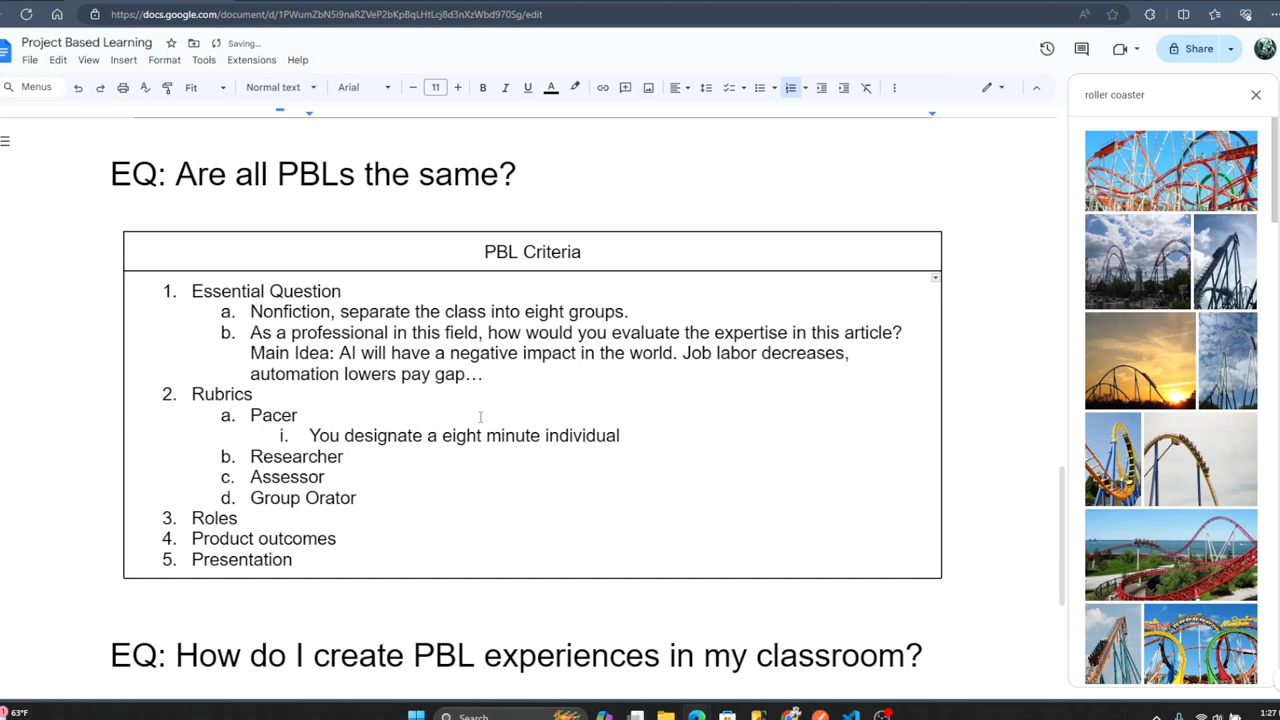 https://docs.google.com/document/d/1PWumZbN5i9naRZVeP2bKpBqLHtLcj8d3nXzWbd970Sg/edit
Project Based Learning
Saving...
File Edit View Insert Format Tools Extensions Help
Share
Menus
Fit
Normal text
Arial
11
roller coaster
EQ: Are all PBLs the same?
PBL Criteria
1. Essential Question
a. Nonfiction, separate the class into eight groups.
b. As a professional in this field, how would you evaluate the expertise in this article?
Main Idea: AI will have a negative impact in the world. Job labor decreases,
automation lowers pay gap…
2. Rubrics
a. Pacer
i. You designate a eight minute individual
b. Researcher
c. Assessor
d. Group Orator
3. Roles
4. Product outcomes
5. Presentation
EQ: How do I create PBL experiences in my classroom?
63°F
Search